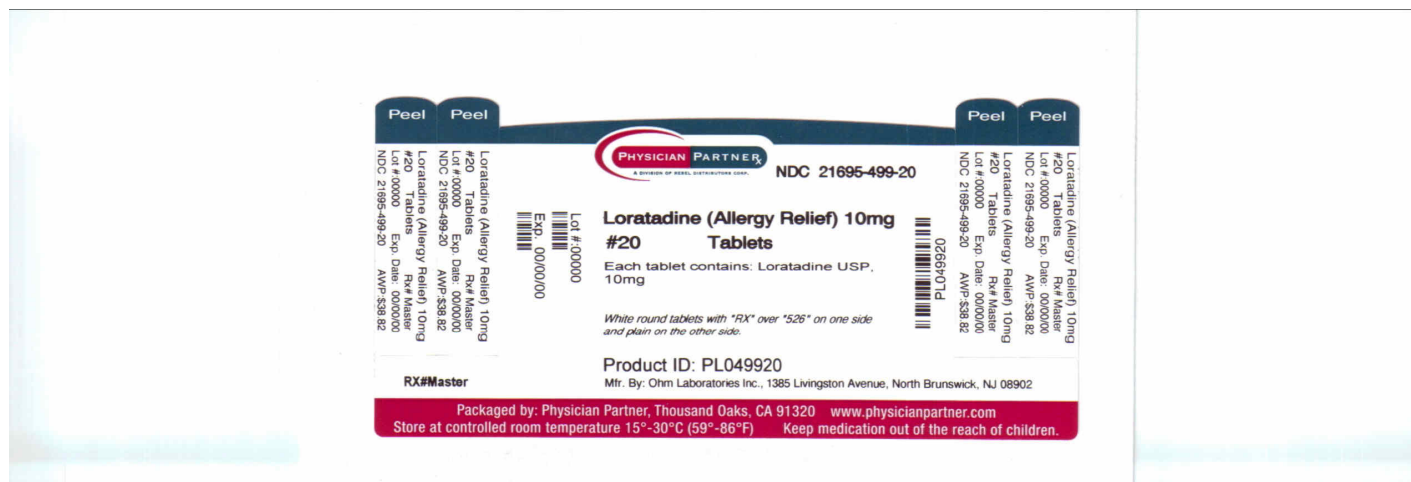 Peel
Peel
Loratadine (Allergy Relief) 10mg
#20 Tablets Rx# Master
Lot #:00000 Exp. Date: 00/00/00
NDC 21695-499-20 AWP:$38.82
Loratadine (Allergy Relief) 10mg
#20 Tablets Rx# Master
Lot #:00000 Exp. Date: 00/00/00
NDC 21695-499-20 AWP:$38.82
RX#Master
Lot #:00000
Exp. 00/00/00
PHYSICIAN PARTNER Rx
A DIVISION OF REBEL DISTRIBUTORS CORP.
NDC 21695-499-20
Loratadine (Allergy Relief) 10mg
#20 Tablets
Each tablet contains: Loratadine USP,
10mg
White round tablets with "RX" over "526" on one side
and plain on the other side.
Product ID: PL049920
Mfr. By: Ohm Laboratories Inc., 1385 Livingston Avenue, North Brunswick, NJ 08902
PL049920
Peel
Peel
Loratadine (Allergy Relief) 10mg
#20 Tablets Rx# Master
Lot #:00000 Exp. Date: 00/00/00
NDC 21695-499-20 AWP:$38.82
Loratadine (Allergy Relief) 10mg
#20 Tablets Rx# Master
Lot #:00000 Exp. Date: 00/00/00
NDC 21695-499-20 AWP:$38.82
Packaged by: Physician Partner, Thousand Oaks, CA 91320 www.physicianpartner.com
Store at controlled room temperature 15°-30°C (59°-86°F) Keep medication out of the reach of children.